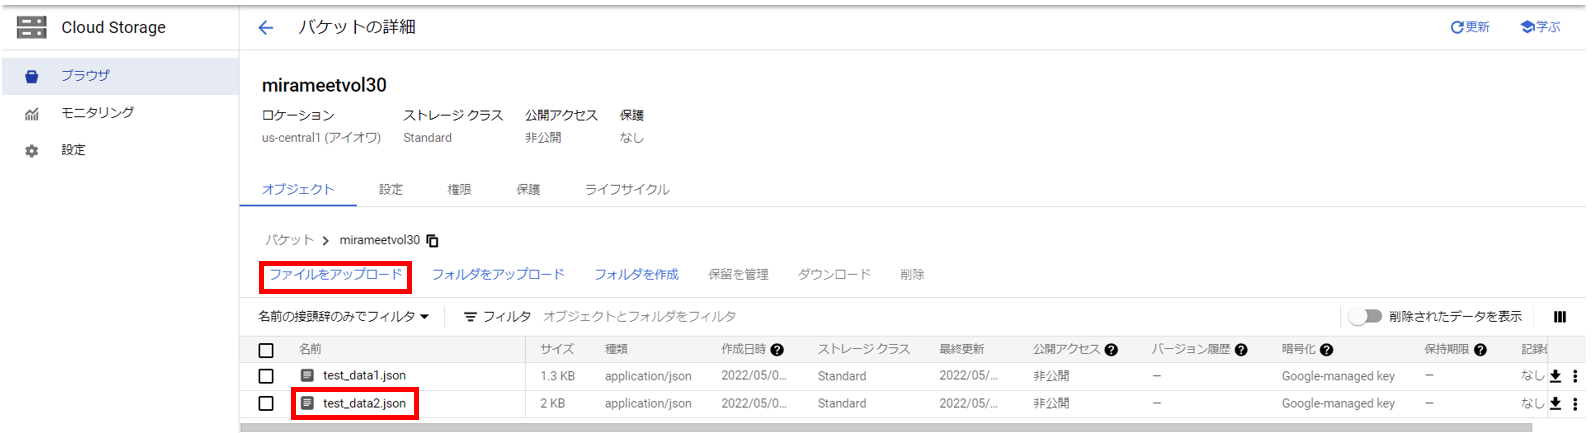 Cloud Storage
バケットの詳細
更新
学ぶ
ブラウザ
モニタリング
設定
mirameetvol30
ロケーション ストレージ クラス 公開アクセス 保護
us-central1 (アイオワ) Standard 非公開 なし
オブジェクト 設定 権限 保護 ライフサイクル
バケット > mirameetvol30
ファイルをアップロード フォルダをアップロード フォルダを作成 保留を管理 ダウンロード 削除
名前の接頭辞のみでフィルタ フィルタ オブジェクトとフォルダをフィルタ 削除されたデータを表示
名前 サイズ 種類 作成日時 ストレージ クラス 最終更新 公開アクセス バージョン履歴 暗号化 保持期限 記録
test_data1.json 1.3 KB application/json 2022/05/0... Standard 2022/05/... 非公開 — Google-managed key — なし
test_data2.json 2 KB application/json 2022/05/0... Standard 2022/05/... 非公開 — Google-managed key — なし